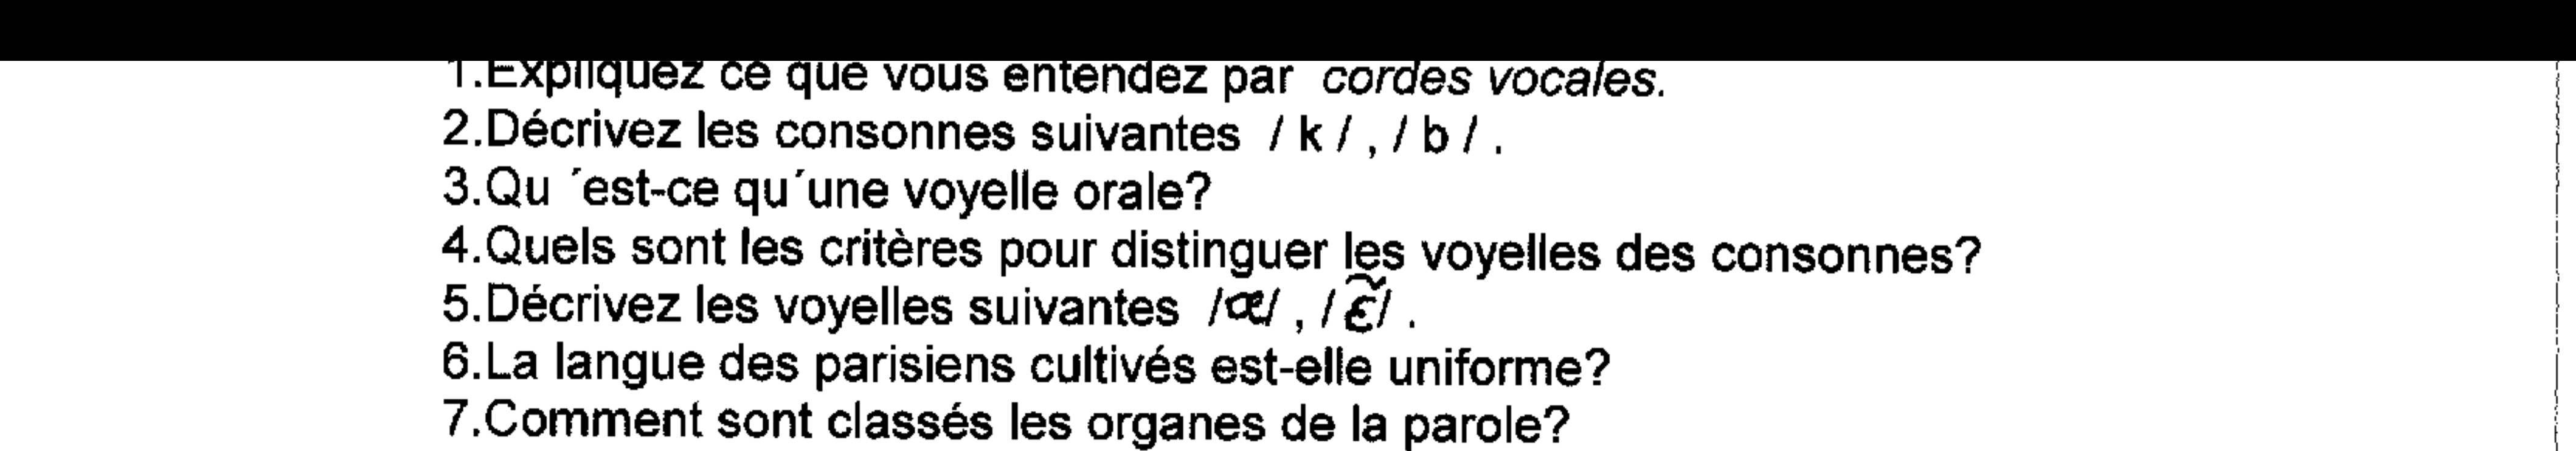 1.Expliquez ce que vous entendez par cordes vocales.
2.Décrivez les consonnes suivantes / k / , / b / .
3.Qu ´est-ce qu´une voyelle orale?
4.Quels sont les critères pour distinguer les voyelles des consonnes?
5.Décrivez les voyelles suivantes /œ/ , / ɛ̃/ .
6.La langue des parisiens cultivés est-elle uniforme?
7.Comment sont classés les organes de la parole?